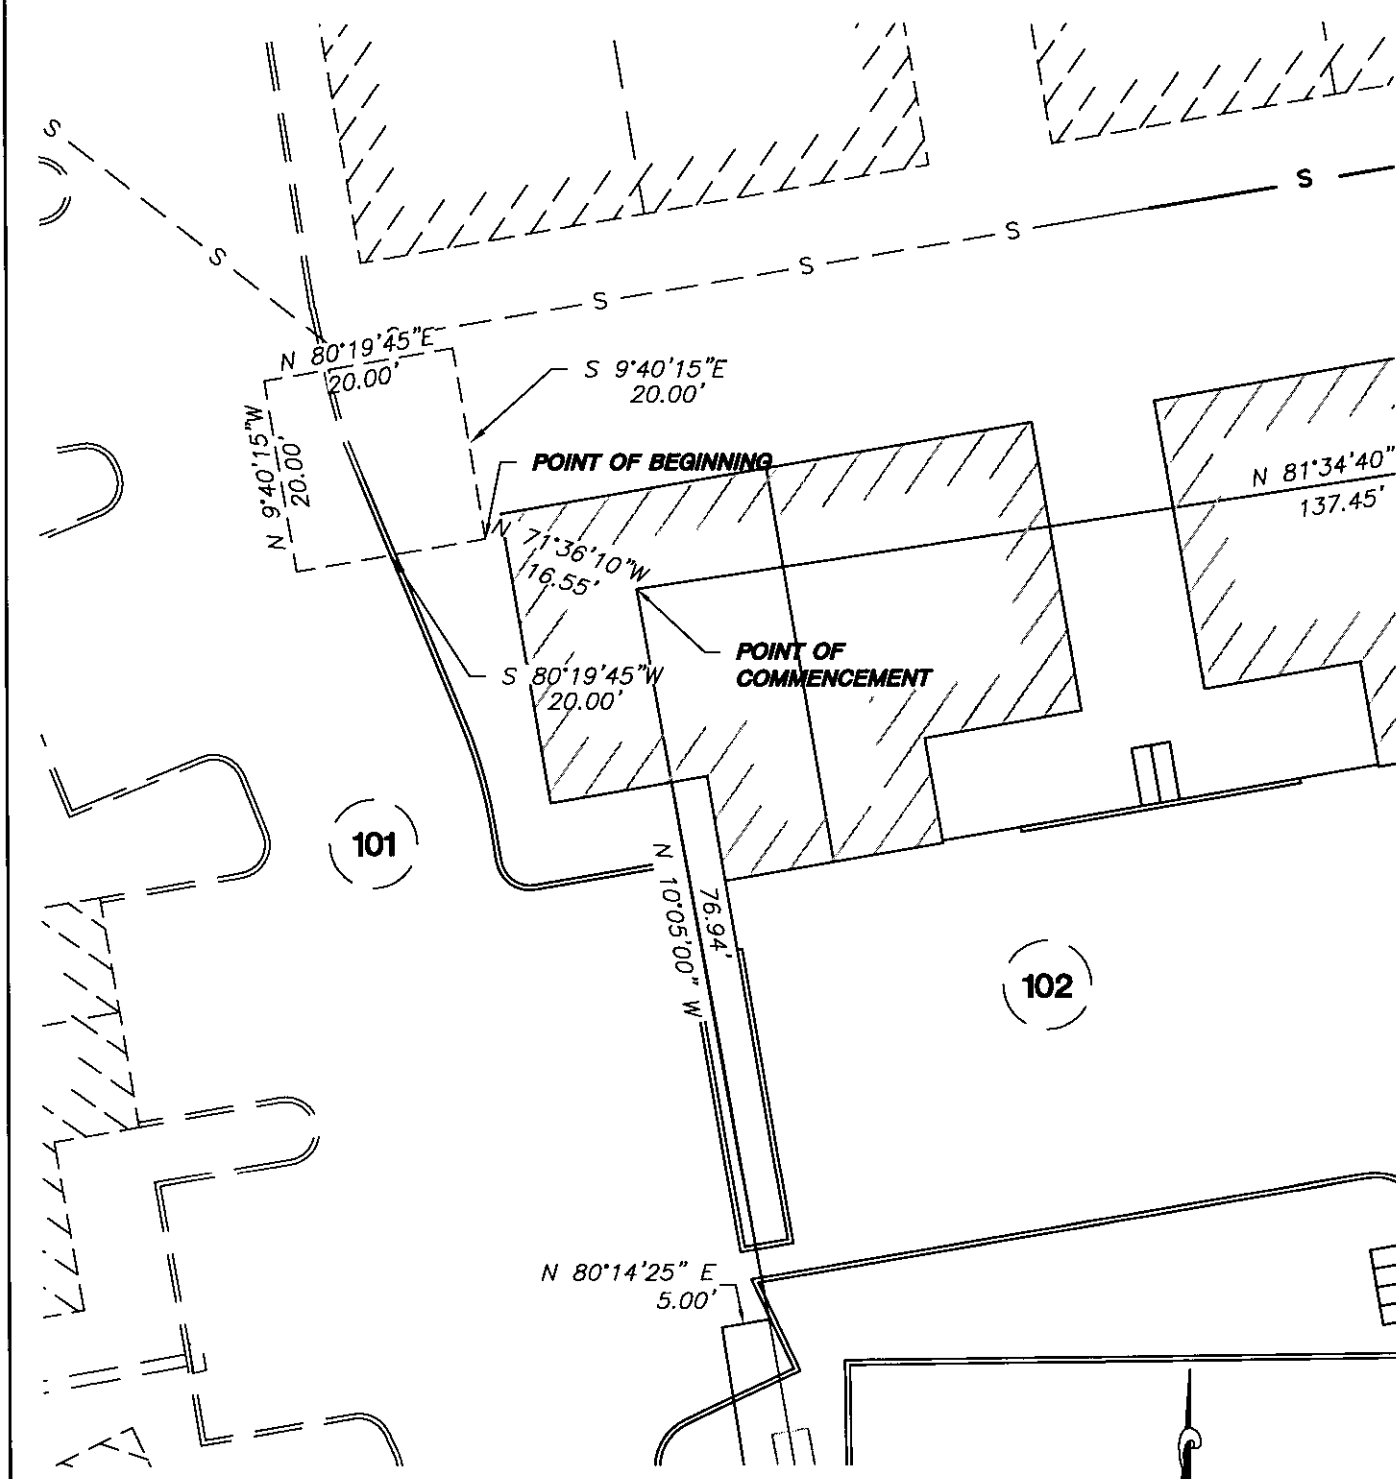 S
S
S
S
S
S
N 80°19'45"E
20.00'
S 9°40'15"E
20.00'
N 9°40'15"W
20.00'
POINT OF BEGINNING
N 81°34'40"
137.45'
N 71°36'10"W
16.55'
POINT OF
COMMENCEMENT
S 80°19'45"W
20.00'
101
N 10°05'00" W
76.94'
102
N 80°14'25" E
5.00'